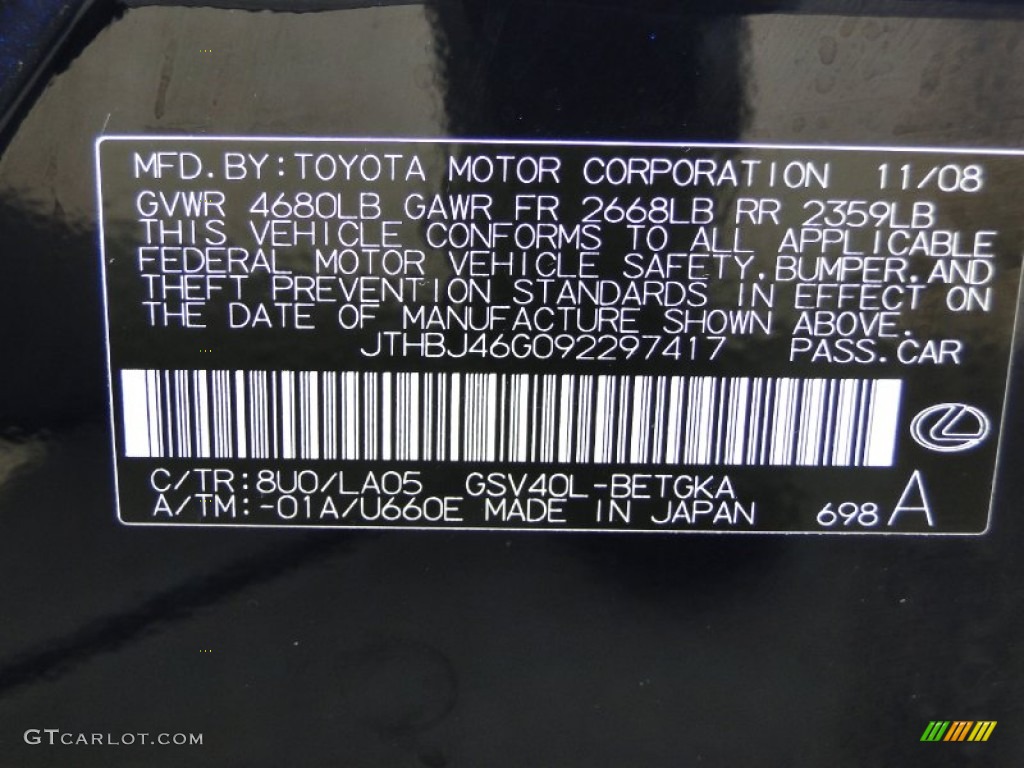 MFD. BY: TOYOTA MOTOR CORPORATION 11/08
GVWR 4680LB GAWR FR 2668LB RR 2359LB
THIS VEHICLE CONFORMS TO ALL APPLICABLE
FEDERAL MOTOR VEHICLE SAFETY, BUMPER, AND
THEFT PREVENTION STANDARDS IN EFFECT ON
THE DATE OF MANUFACTURE SHOWN ABOVE.
JTHBJ46G092297417 PASS. CAR
C/TR: 8U0/LA05 GSV40L-BETGKA
A/TM: -01A/U660E MADE IN JAPAN 698 A
GTCARLOT.COM